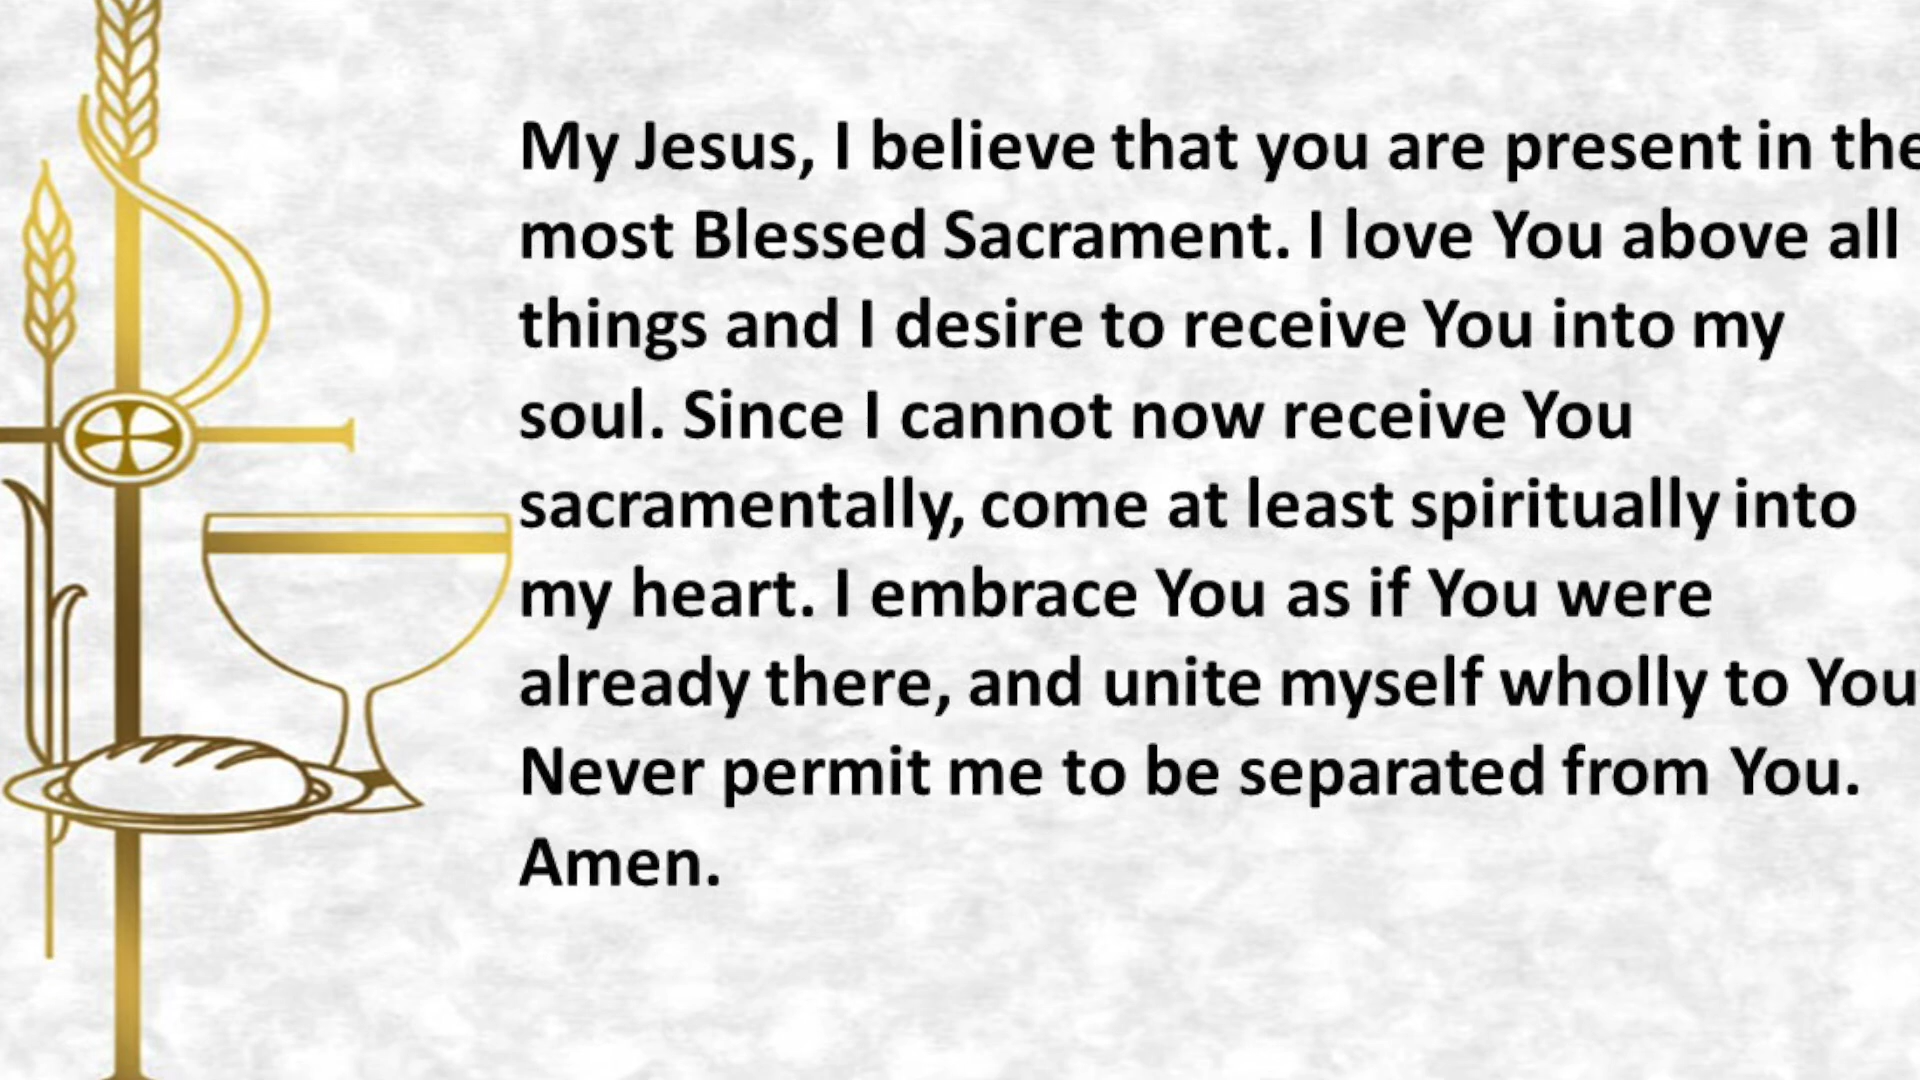 My Jesus, I believe that you are present in the
most Blessed Sacrament. I love You above all
things and I desire to receive You into my
soul. Since I cannot now receive You
sacramentally, come at least spiritually into
my heart. I embrace You as if You were
already there, and unite myself wholly to You
Never permit me to be separated from You.
Amen.